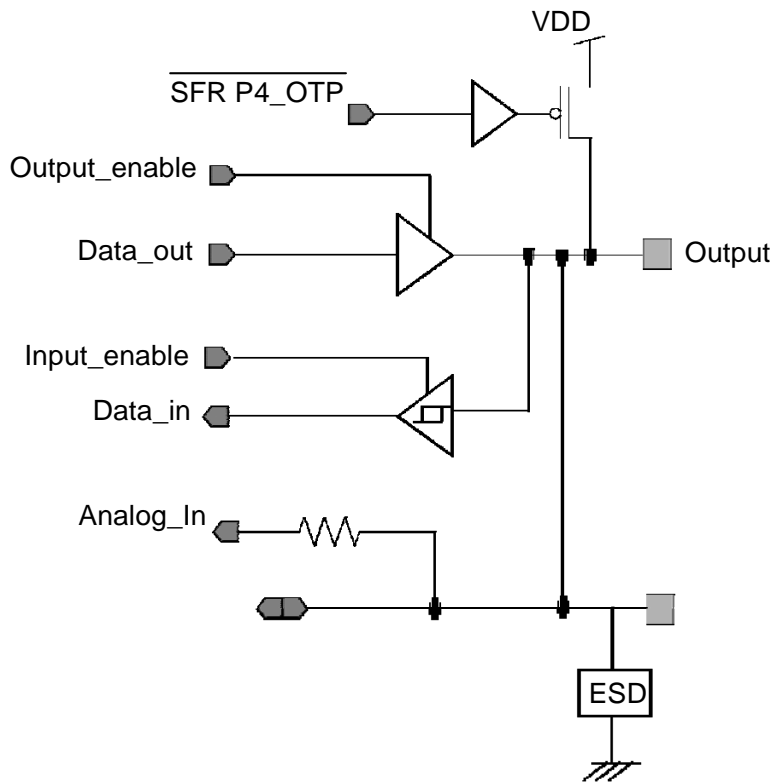 VDD
SFR P4_OTP
Output_enable
Data_out
Output
Input_enable
Data_in
Analog_In
ESD